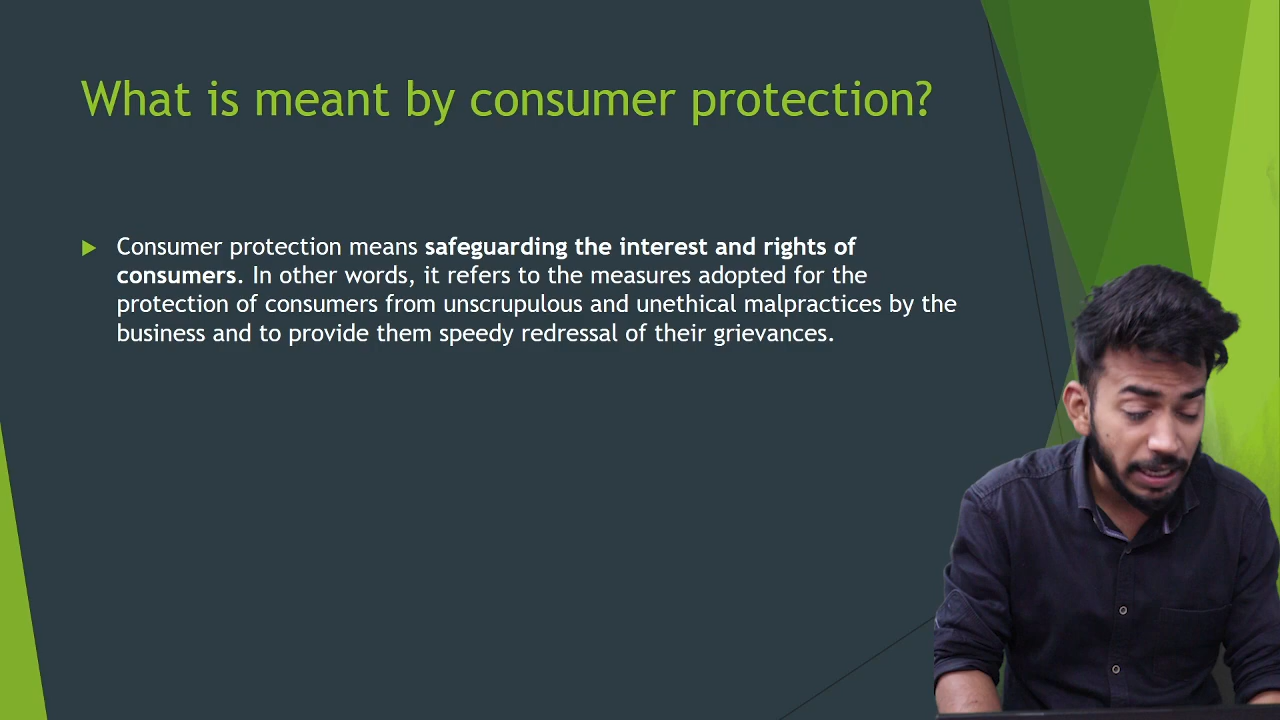 What is meant by consumer protection?
Consumer protection means safeguarding the interest and rights of
consumers. In other words, it refers to the measures adopted for the
protection of consumers from unscrupulous and unethical malpractices by the
business and to provide them speedy redressal of their grievances.